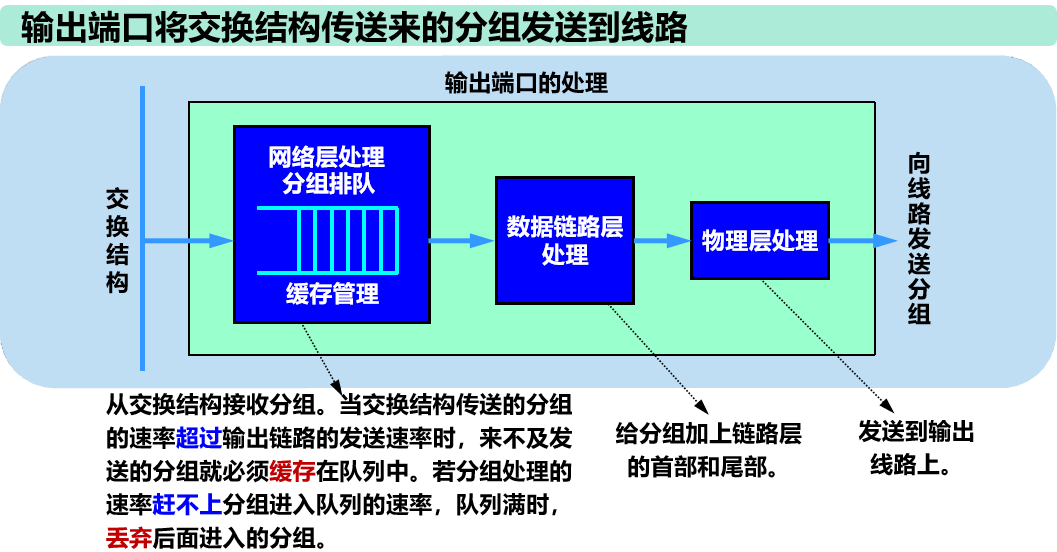 输出端口将交换结构传送来的分组发送到线路
输出端口的处理
交换结构
网络层处理
分组排队
缓存管理
数据链路层
处理
物理层处理
向线路发送分组
从交换结构接收分组。当交换结构传送的分组
的速率超过输出链路的发送速率时，来不及发
送的分组就必须缓存在队列中。若分组处理的
速率赶不上分组进入队列的速率，队列满时，
丢弃后面进入的分组。
给分组加上链路层
的首部和尾部。
发送到输出
线路上。